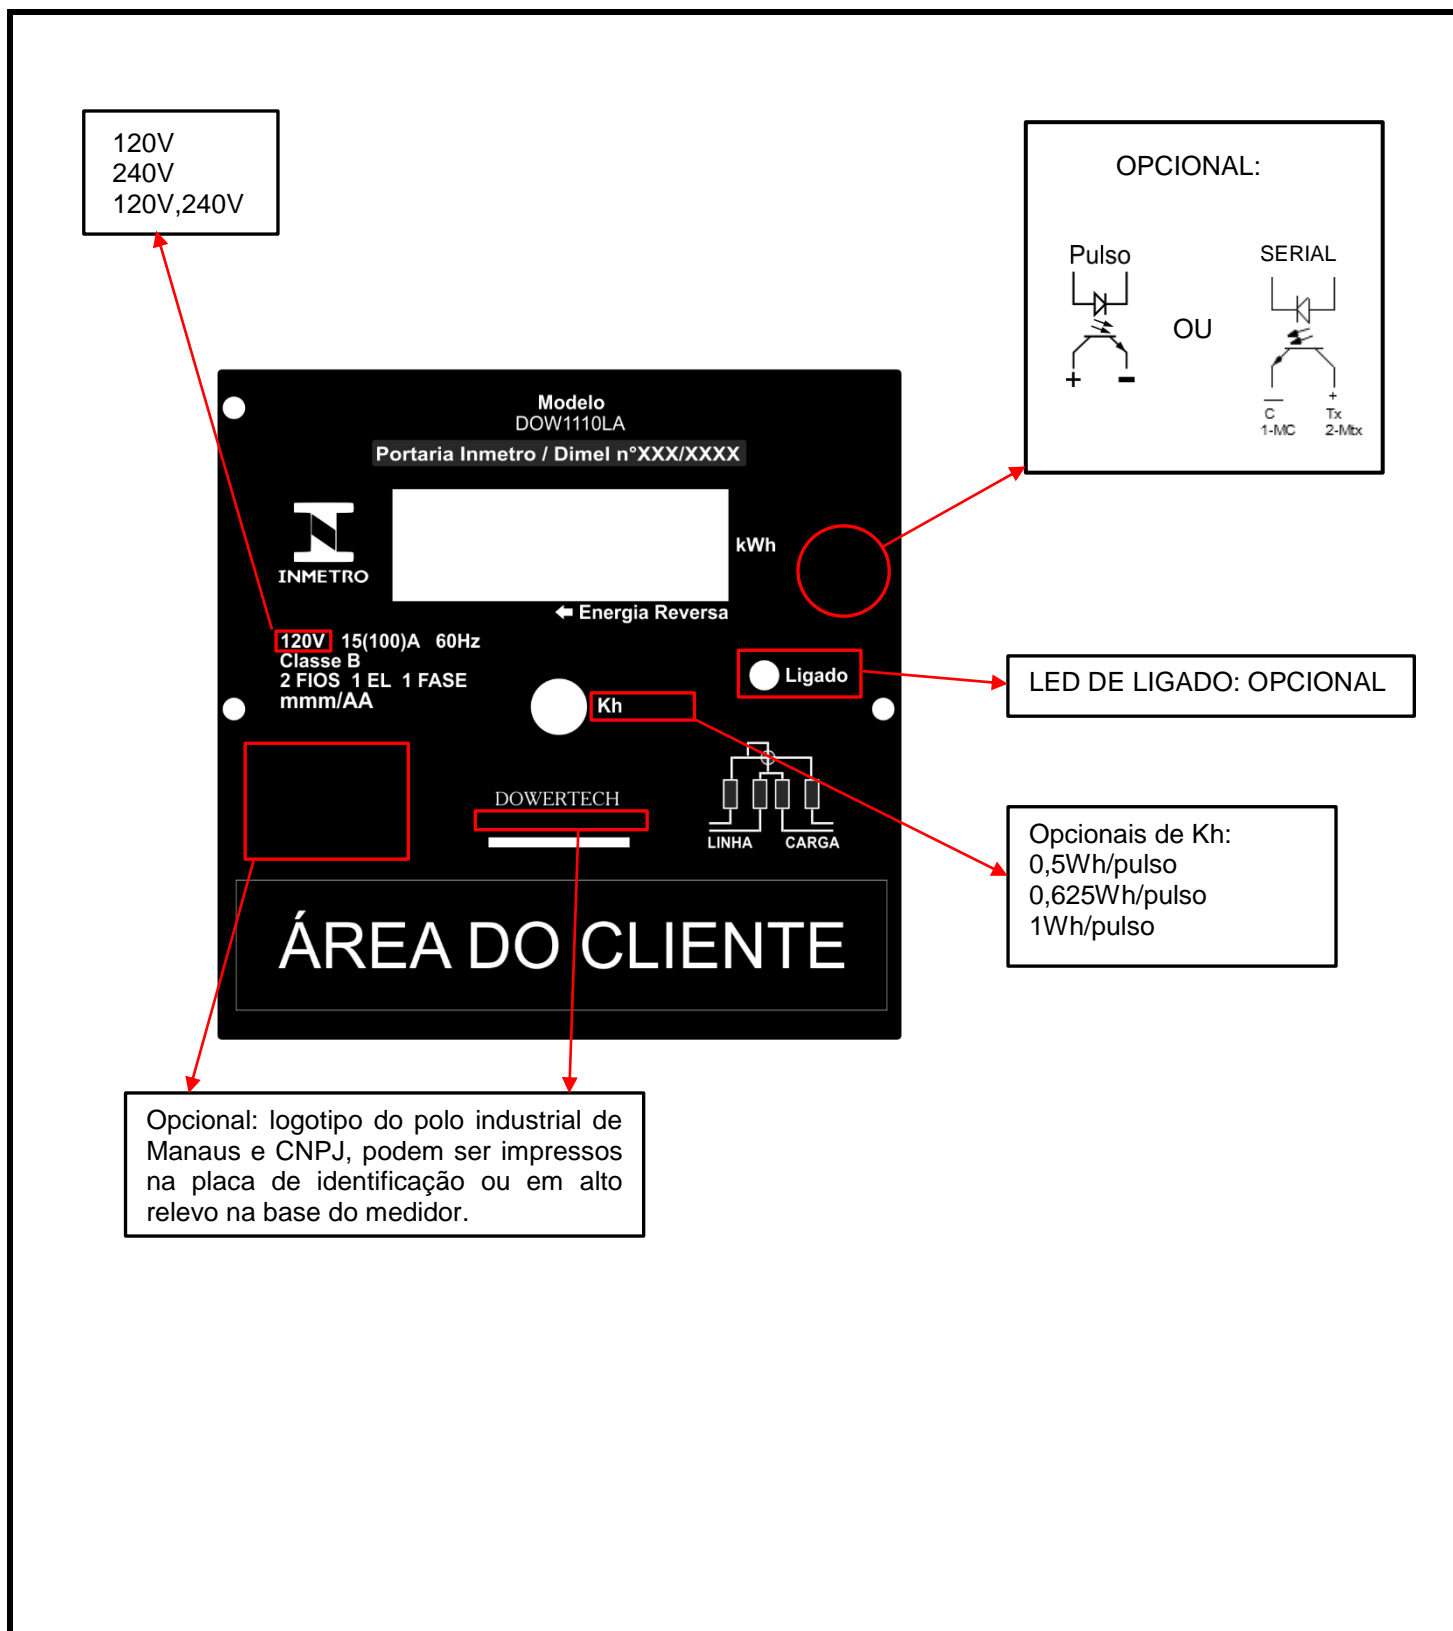 120V
240V
120V,240V
OPCIONAL:
Pulso
SERIAL
OU
+ -
+
C Tx
1-MC 2-Mtx
Modelo
DOW1110LA
Portaria Inmetro / Dimel n°XXX/XXXX
INMETRO
kWh
Energia Reversa
120V 15(100)A 60Hz
Classe B
2 FIOS 1 EL 1 FASE
mmm/AA
Ligado
Kh
LED DE LIGADO: OPCIONAL
DOWERTECH
LINHA CARGA
Opcionais de Kh:
0,5Wh/pulso
0,625Wh/pulso
1Wh/pulso
ÁREA DO CLIENTE
Opcional: logotipo do polo industrial de
Manaus e CNPJ, podem ser impressos
na placa de identificação ou em alto
relevo na base do medidor.